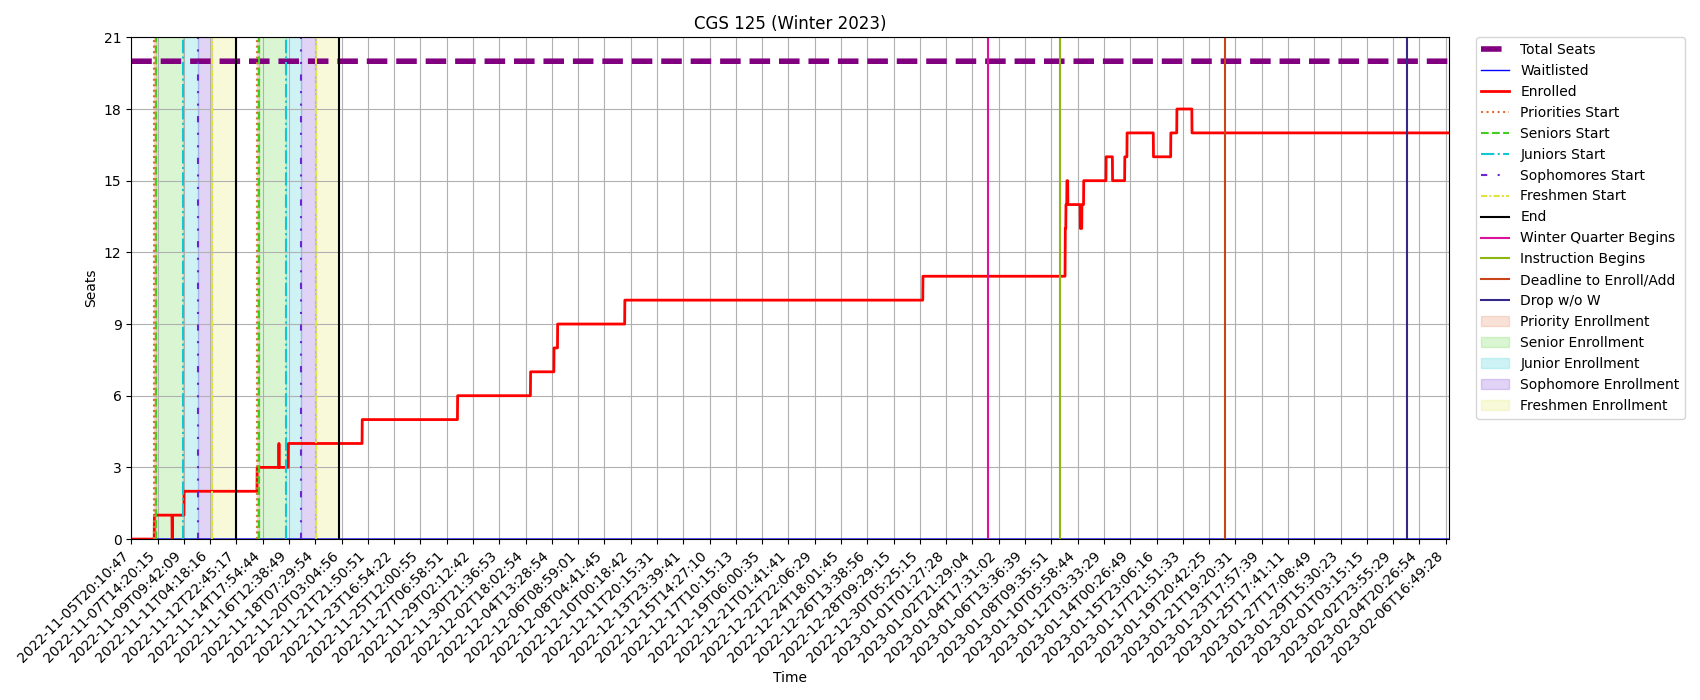 CGS 125 (Winter 2023)
Seats
21
18
15
12
9
6
3
0
2022-11-05T20:10:47
2022-11-07T14:20:15
2022-11-09T09:42:09
2022-11-11T04:18:16
2022-11-12T22:45:17
2022-11-14T17:54:44
2022-11-16T12:38:49
2022-11-18T07:29:54
2022-11-20T03:04:56
2022-11-21T21:50:51
2022-11-23T16:54:22
2022-11-25T12:00:55
2022-11-27T06:58:51
2022-11-29T02:12:42
2022-11-30T21:36:53
2022-12-02T18:02:54
2022-12-04T13:28:54
2022-12-06T08:59:01
2022-12-08T04:41:45
2022-12-10T00:18:42
2022-12-11T20:15:31
2022-12-13T23:39:41
2022-12-15T14:27:10
2022-12-17T10:15:13
2022-12-19T06:00:35
2022-12-21T01:41:41
2022-12-22T22:06:29
2022-12-24T18:01:45
2022-12-26T13:38:56
2022-12-28T09:29:15
2022-12-30T05:25:15
2023-01-01T01:27:28
2023-01-02T21:29:04
2023-01-04T17:31:02
2023-01-06T13:36:39
2023-01-08T09:35:51
2023-01-10T05:58:44
2023-01-12T03:33:29
2023-01-14T00:26:49
2023-01-15T23:06:16
2023-01-17T21:51:33
2023-01-19T20:42:25
2023-01-21T19:20:31
2023-01-23T17:57:39
2023-01-25T17:41:11
2023-01-27T17:08:49
2023-01-29T15:30:23
2023-02-01T03:15:15
2023-02-02T23:55:29
2023-02-04T20:26:54
2023-02-06T16:49:28
Time
Total Seats
Waitlisted
Enrolled
Priorities Start
Seniors Start
Juniors Start
Sophomores Start
Freshmen Start
End
Winter Quarter Begins
Instruction Begins
Deadline to Enroll/Add
Drop w/o W
Priority Enrollment
Senior Enrollment
Junior Enrollment
Sophomore Enrollment
Freshmen Enrollment